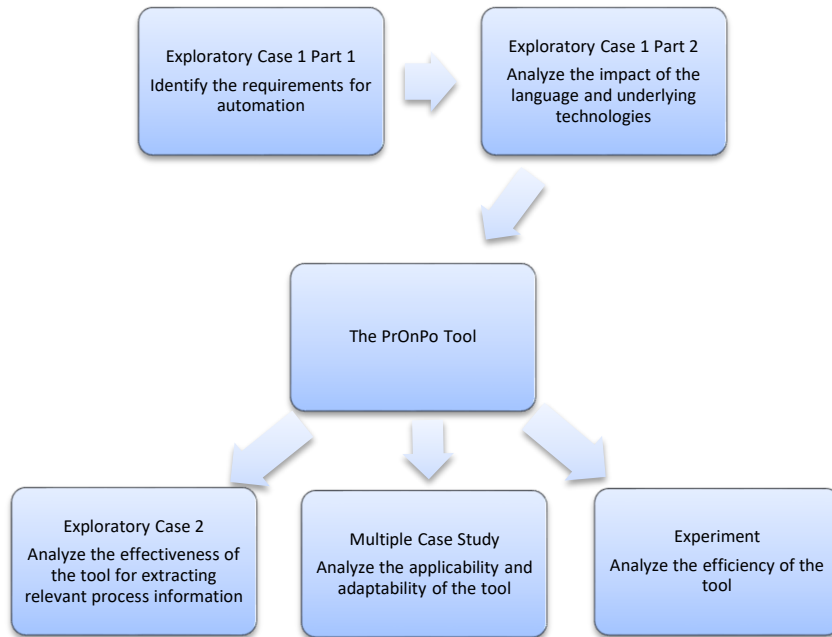 Exploratory Case 1 Part 1
Identify the requirements for
automation
Exploratory Case 1 Part 2
Analyze the impact of the
language and underlying
technologies
The PrOnPo Tool
Exploratory Case 2
Analyze the effectiveness of
the tool for extracting
relevant process information
Multiple Case Study
Analyze the applicability and
adaptability of the tool
Experiment
Analyze the efficiency of the
tool